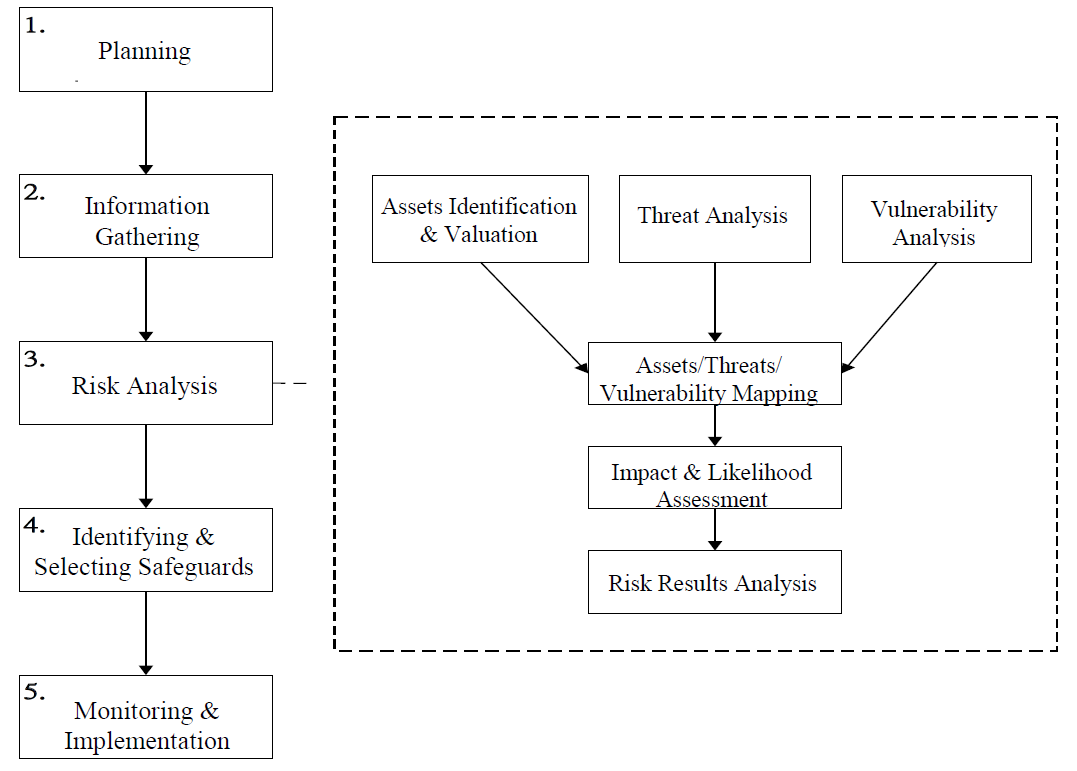 1.
Planning
2.
Information
Gathering
3.
Risk Analysis
4.
Identifying &
Selecting Safeguards
5.
Monitoring &
Implementation
Assets Identification
& Valuation
Threat Analysis
Vulnerability
Analysis
Assets/Threats/
Vulnerability Mapping
Impact & Likelihood
Assessment
Risk Results Analysis